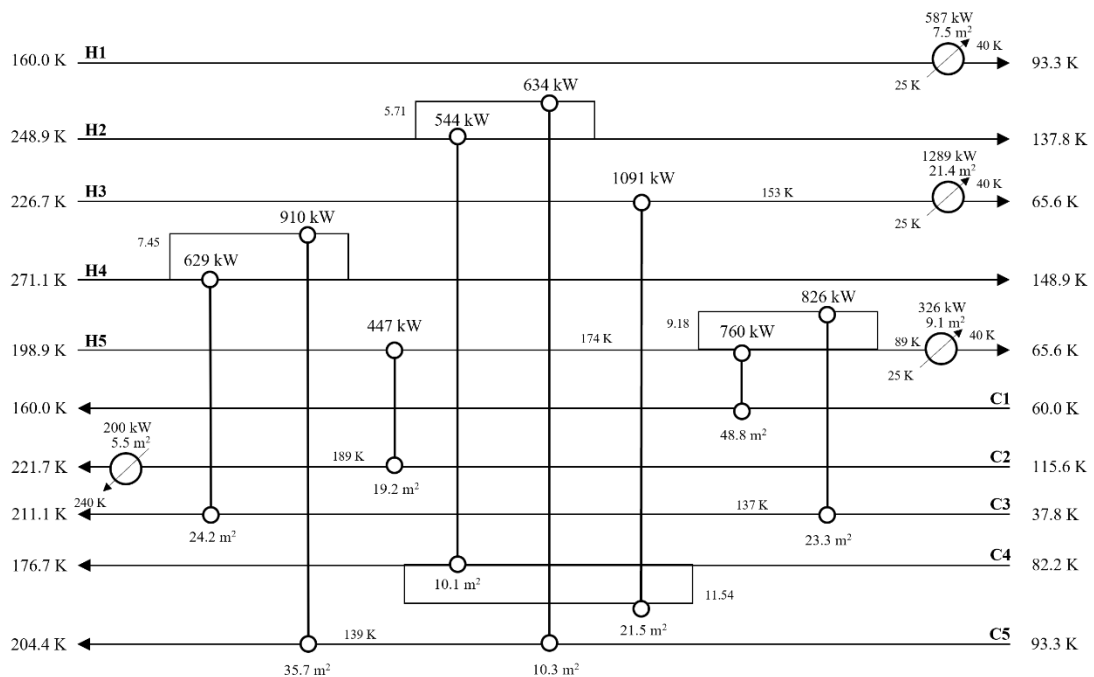 587 kW
7.5 m²
40 K
160.0 K H1 93.3 K
25 K
634 kW
5.71
544 kW
248.9 K H2 137.8 K
1289 kW
21.4 m²
1091 kW
40 K
226.7 K H3 153 K 65.6 K
25 K
910 kW
7.45
629 kW
271.1 K H4 148.9 K
826 kW
326 kW
9.1 m²
447 kW
9.18
760 kW
40 K
198.9 K H5 174 K 89 K 65.6 K
25 K
160.0 K C1 60.0 K
200 kW
5.5 m²
48.8 m²
221.7 K 189 K C2 115.6 K
19.2 m²
240 K
211.1 K 137 K C3 37.8 K
24.2 m²
23.3 m²
176.7 K C4 82.2 K
10.1 m²
11.54
21.5 m²
204.4 K 139 K C5 93.3 K
35.7 m²
10.3 m²